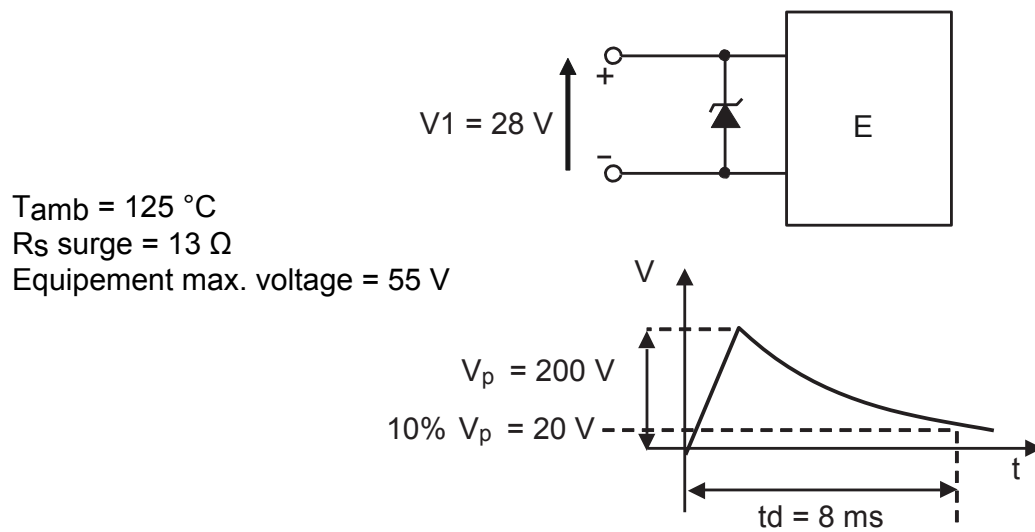 +
V1 = 28 V
−
E
Tamb = 125 °C
Rs surge = 13 Ω
Equipement max. voltage = 55 V
V
Vp = 200 V
10% Vp = 20 V
t
td = 8 ms